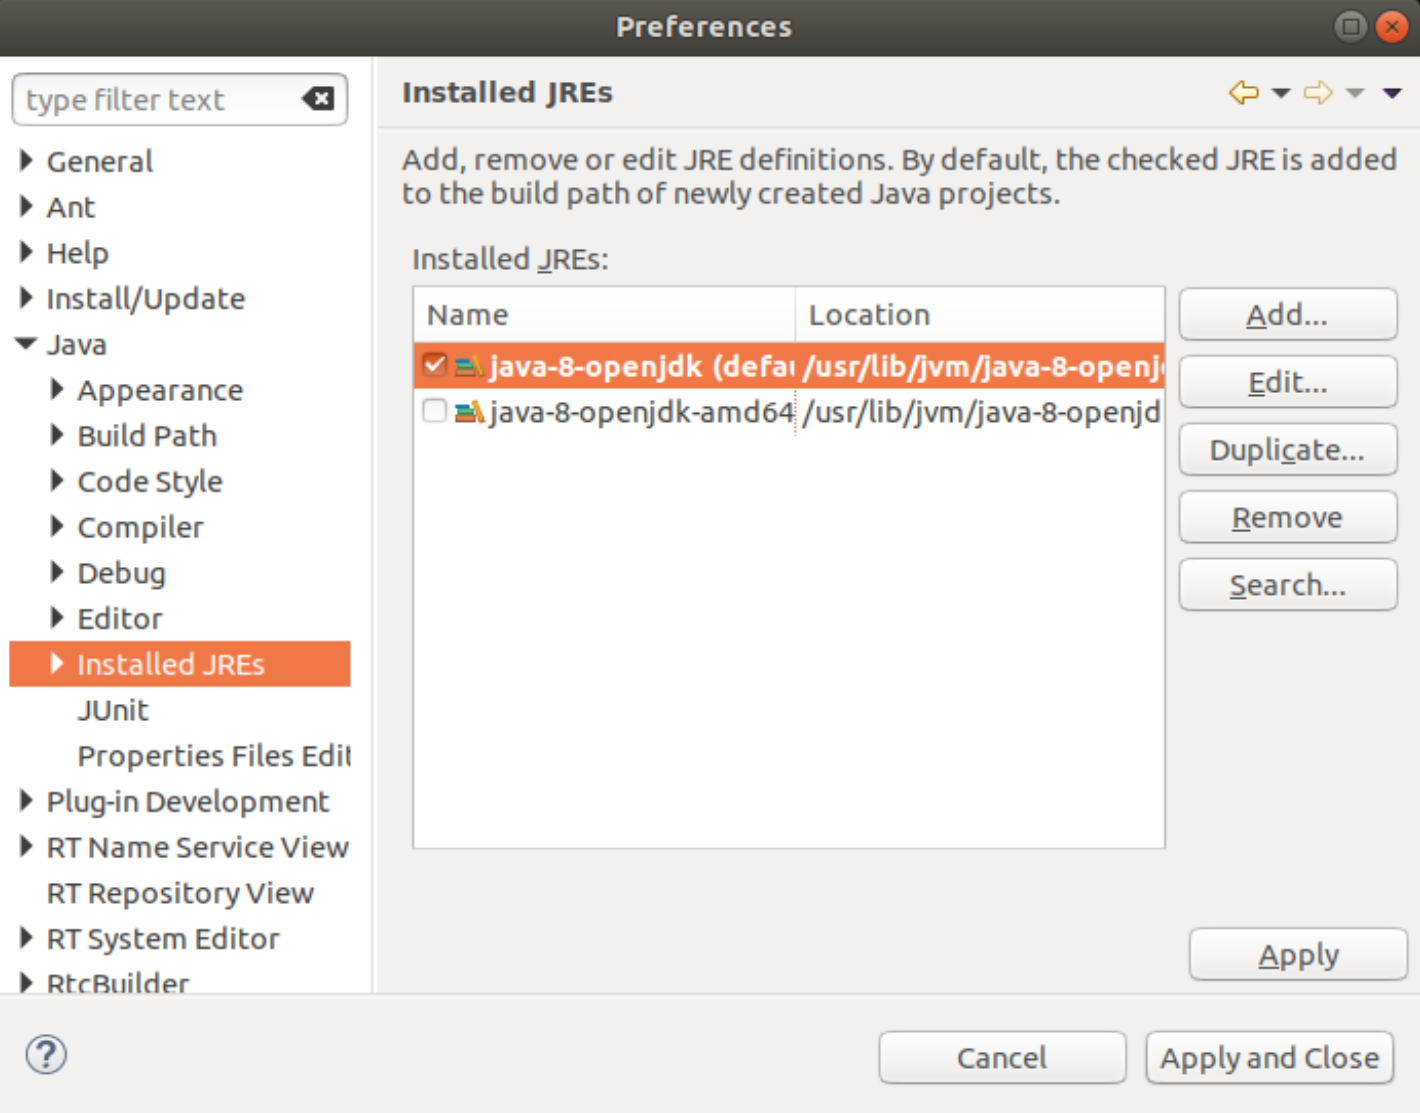 Preferences
type filter text
General
Ant
Help
Install/Update
Java
Appearance
Build Path
Code Style
Compiler
Debug
Editor
Installed JREs
JUnit
Properties Files Edit
Plug-in Development
RT Name Service View
RT Repository View
RT System Editor
RtcBuilder
Installed JREs
Add, remove or edit JRE definitions. By default, the checked JRE is added
to the build path of newly created Java projects.
Installed JREs:
Name Location
java-8-openjdk (defau /usr/lib/jvm/java-8-openjd
java-8-openjdk-amd64 /usr/lib/jvm/java-8-openjd
Add...
Edit...
Duplicate...
Remove
Search...
Apply
?
Cancel
Apply and Close